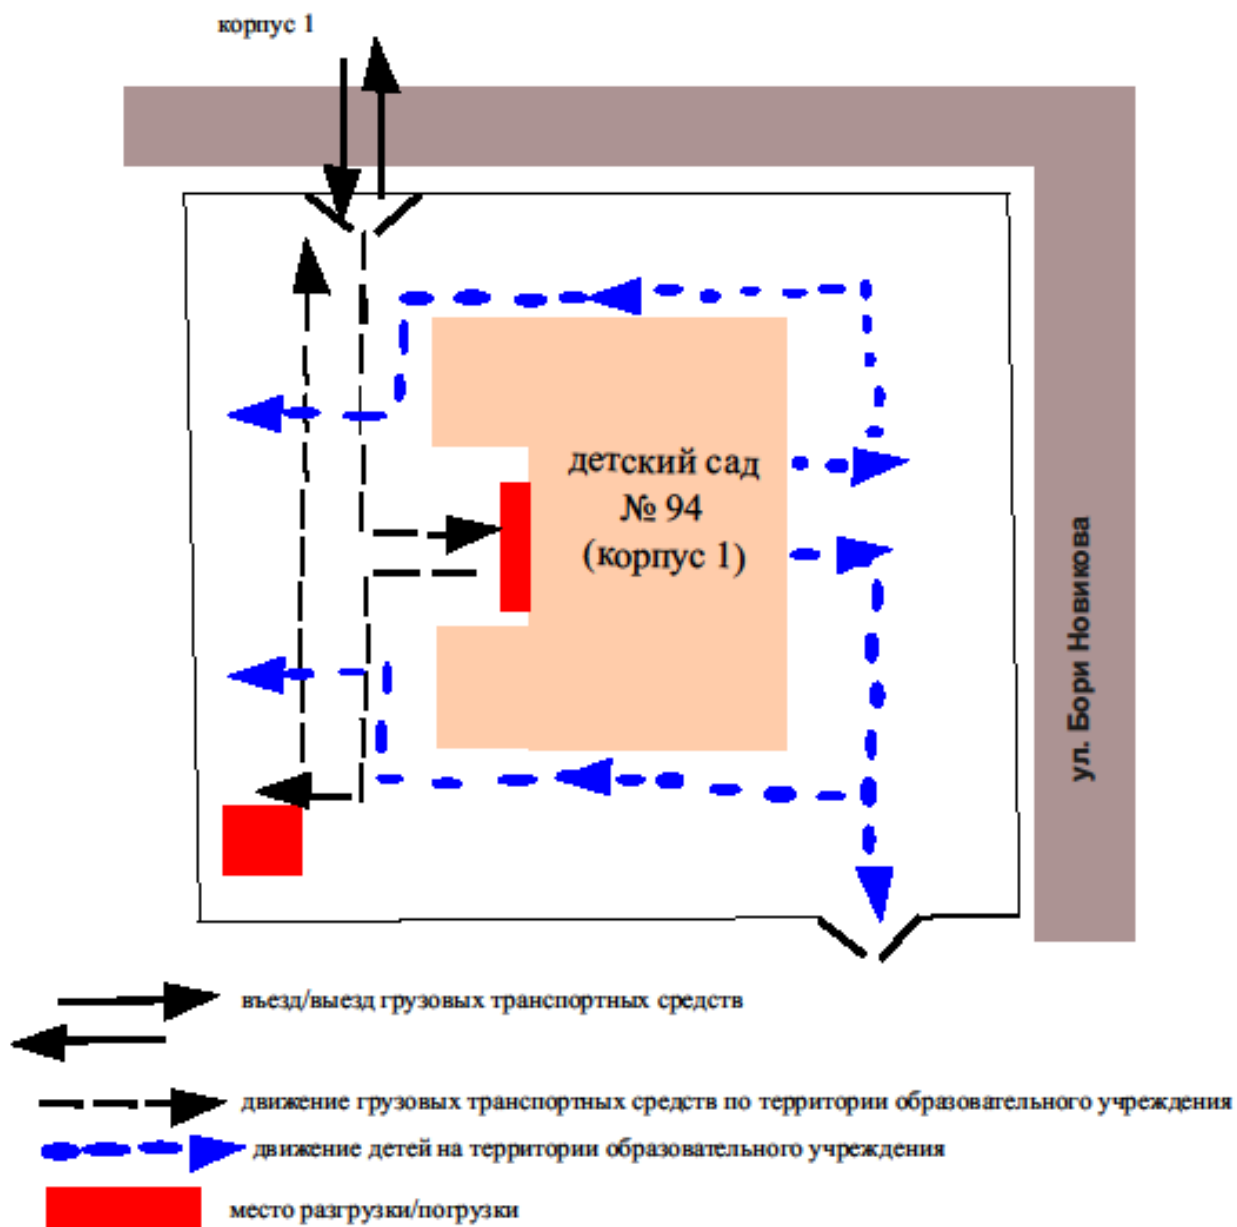 корпус 1
детский сад
№ 94
(корпус 1)
ул. Бори Новикова
въезд/выезд грузовых транспортных средств
движение грузовых транспортных средств по территории образовательного учреждения
движение детей на территории образовательного учреждения
место разгрузки/погрузки